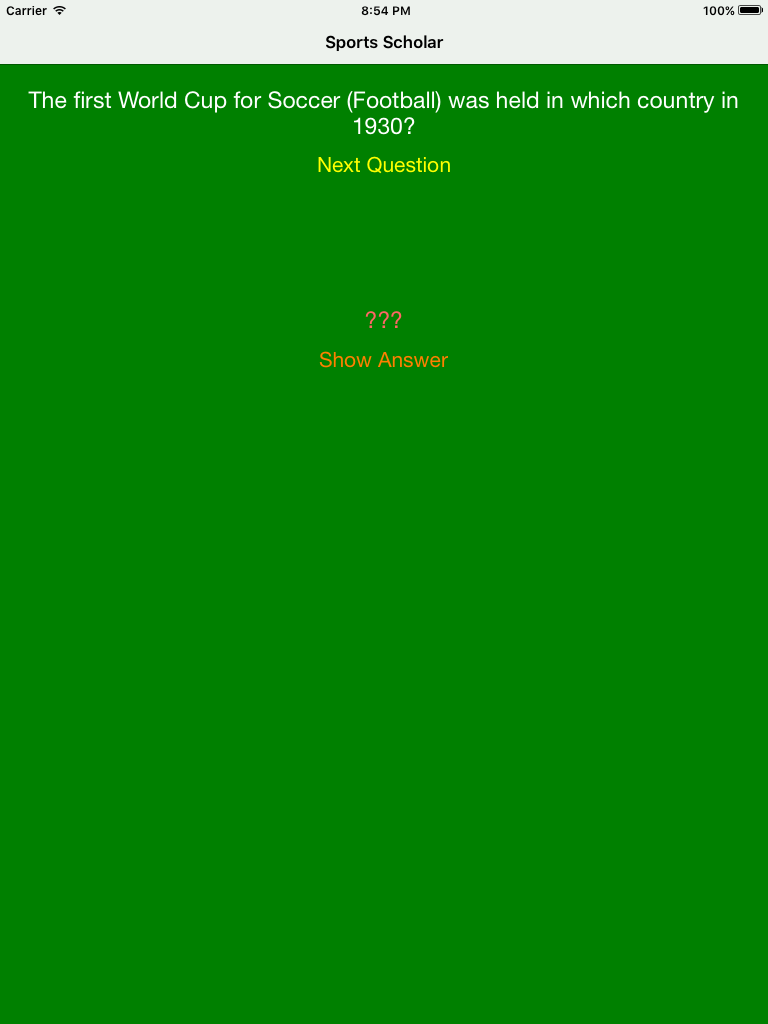 Carrier 8:54 PM 100%
Sports Scholar
The first World Cup for Soccer (Football) was held in which country in
1930?
Next Question
???
Show Answer